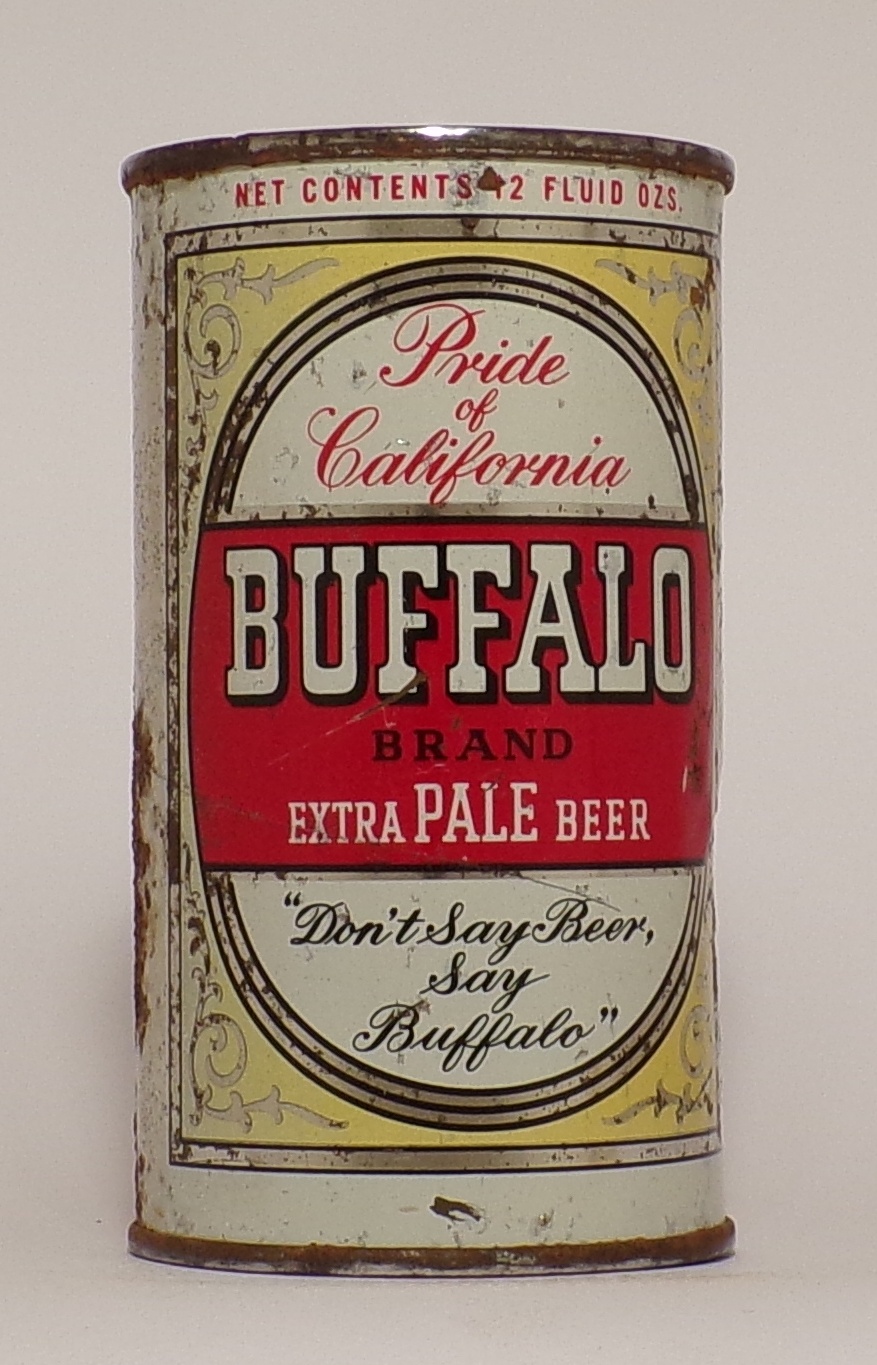 NET CONTENTS 12 FLUID OZS.
Pride
of
California
BUFFALO
BRAND
EXTRA PALE BEER
"Don't Say Beer,
Say
Buffalo"